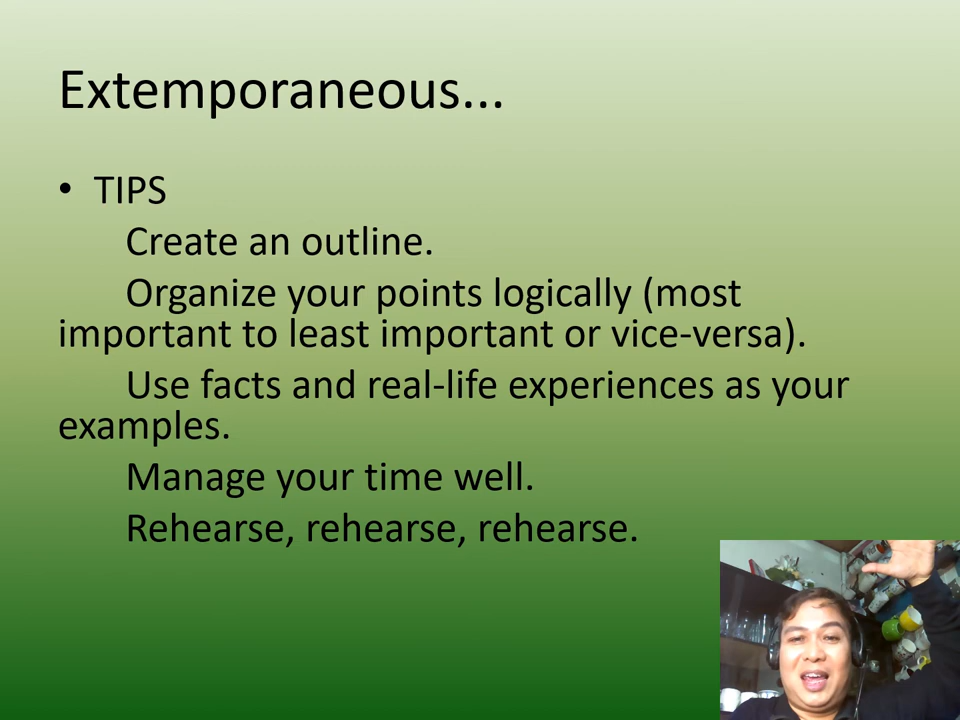 Extemporaneous...
• TIPS
Create an outline.
Organize your points logically (most
important to least important or vice-versa).
Use facts and real-life experiences as your
examples.
Manage your time well.
Rehearse, rehearse, rehearse.